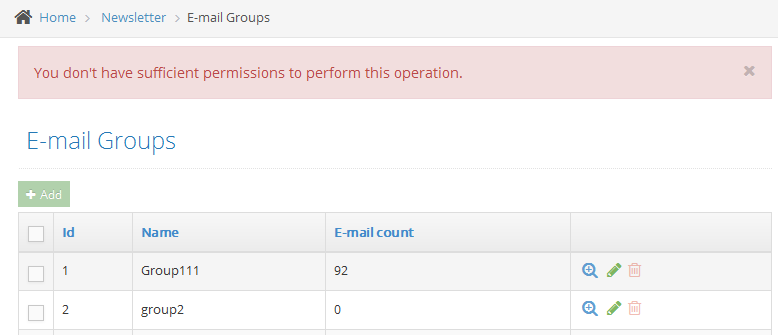 Home > Newsletter > E-mail Groups
You don't have sufficient permissions to perform this operation. ×
E-mail Groups
+ Add
Id Name E-mail count
1 Group111 92
2 group2 0